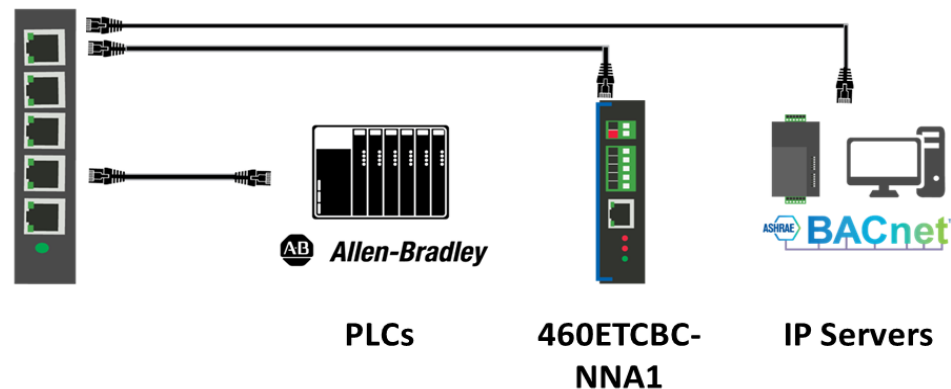 A·B Allen-Bradley
ASHRAE BACnet
PLCs
460ETCBC-
NNA1
IP Servers